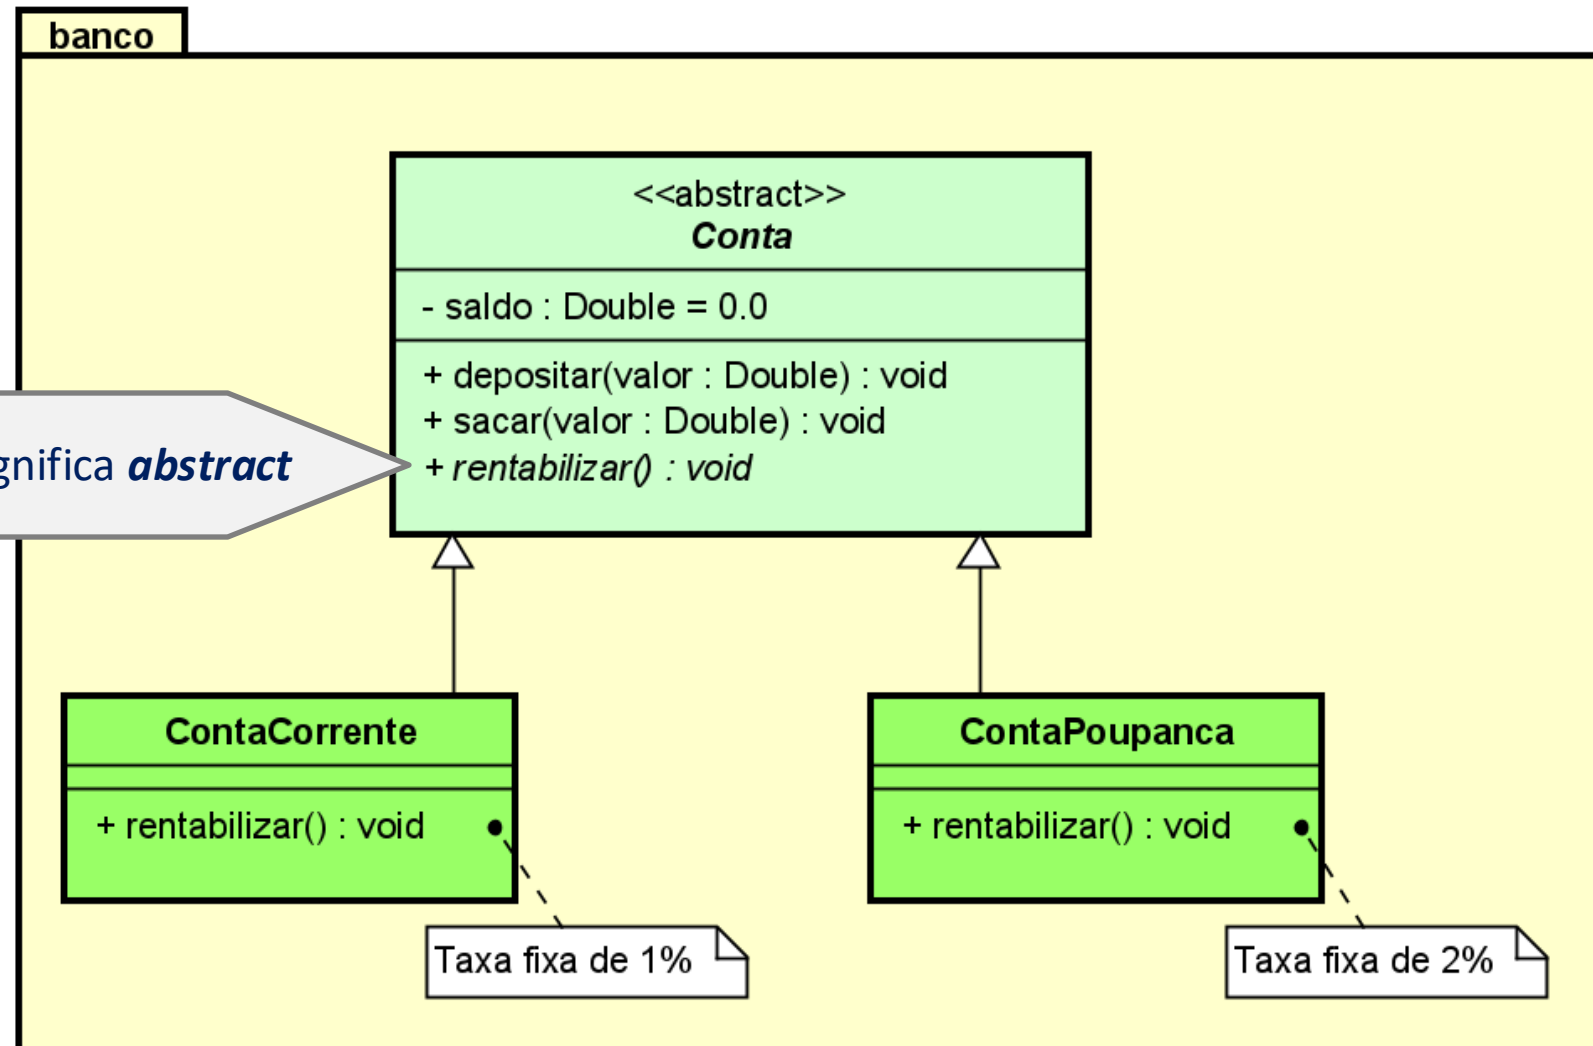 banco
<<abstract>>
Conta
- saldo : Double = 0.0
+ depositar(valor : Double) : void
+ sacar(valor : Double) : void
+ rentabilizar() : void
gnifica abstract
ContaCorrente
+ rentabilizar() : void
Taxa fixa de 1%
ContaPoupanca
+ rentabilizar() : void
Taxa fixa de 2%